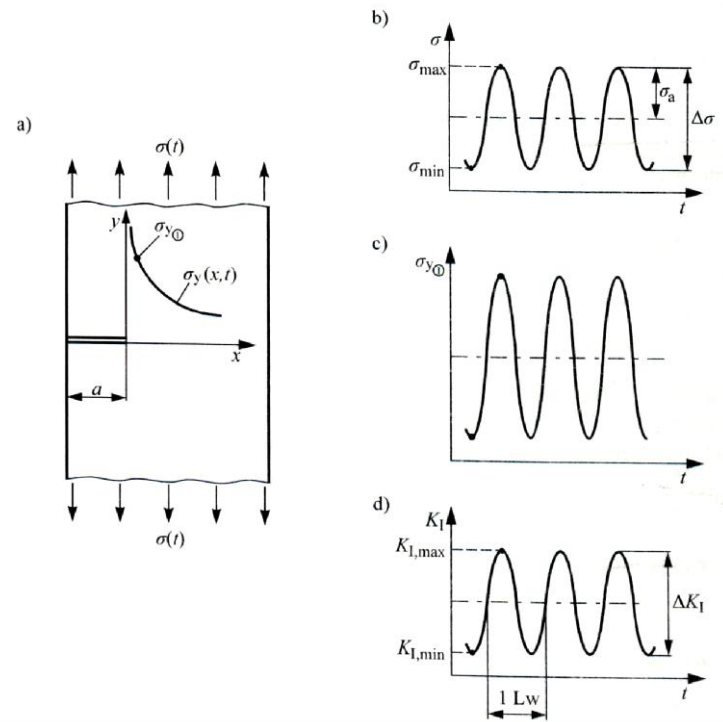 a)
σ(t)
y
σy①
σy(x,t)
x
a
σ(t)
b)
σ
σmax
σa
Δσ
σmin
t
c)
σy①
t
d)
KI
KI,max
ΔKI
KI,min
1 Lw
t